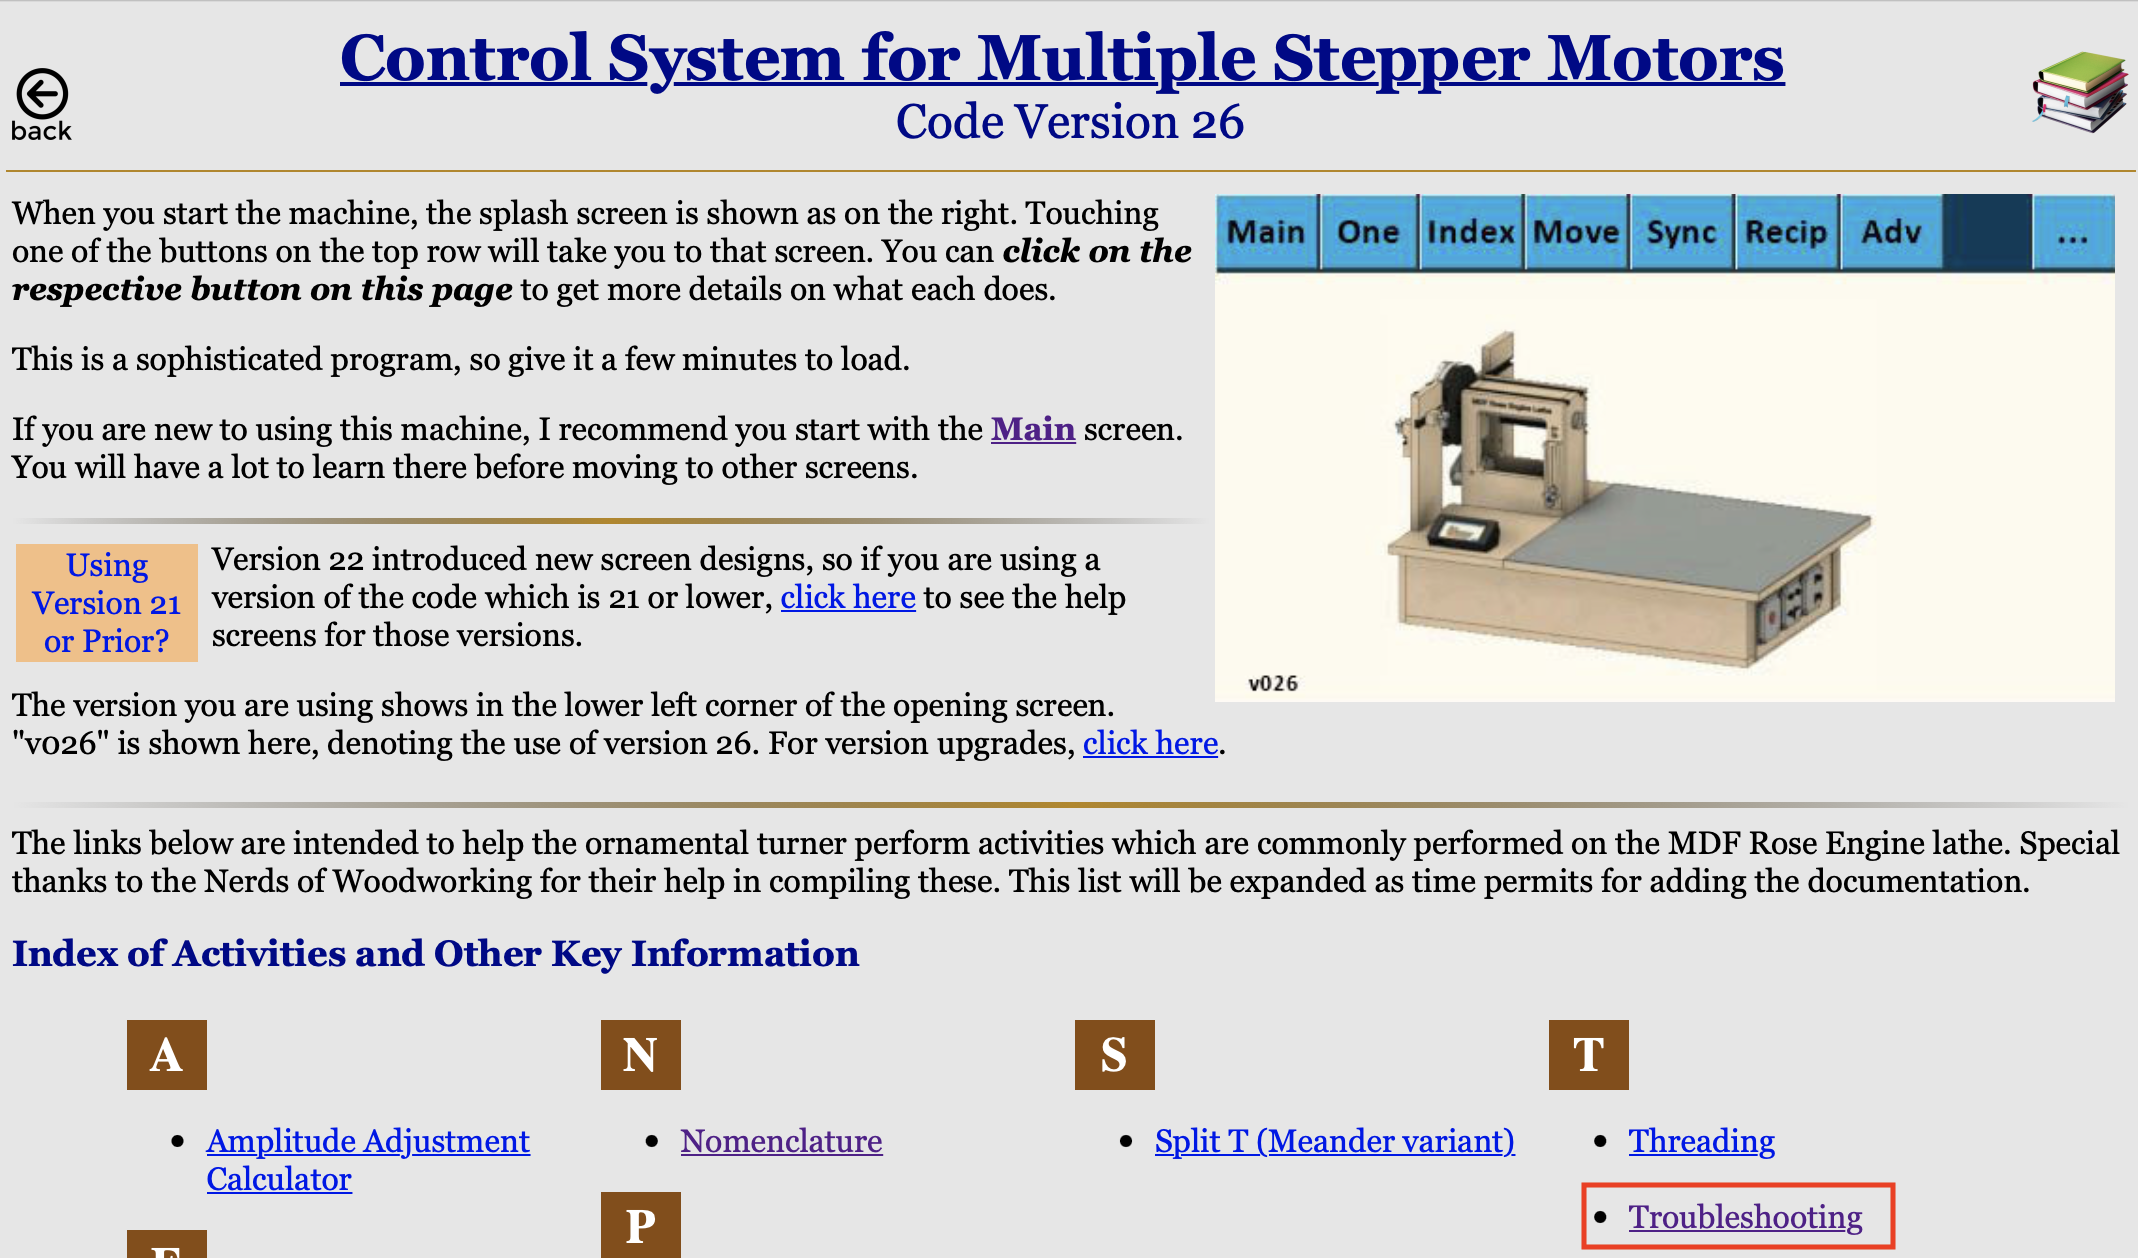 Control System for Multiple Stepper Motors
Code Version 26
back
When you start the machine, the splash screen is shown as on the right. Touching
one of the buttons on the top row will take you to that screen. You can click on the
respective button on this page to get more details on what each does.
This is a sophisticated program, so give it a few minutes to load.
If you are new to using this machine, I recommend you start with the Main screen.
You will have a lot to learn there before moving to other screens.
Main One Index Move Sync Recip Adv ...
MDF Rose Engine Lathe
v026
Using
Version 21
or Prior?
Version 22 introduced new screen designs, so if you are using a
version of the code which is 21 or lower, click here to see the help
screens for those versions.
The version you are using shows in the lower left corner of the opening screen.
"v026" is shown here, denoting the use of version 26. For version upgrades, click here.
The links below are intended to help the ornamental turner perform activities which are commonly performed on the MDF Rose Engine lathe. Special
thanks to the Nerds of Woodworking for their help in compiling these. This list will be expanded as time permits for adding the documentation.
Index of Activities and Other Key Information
A
• Amplitude Adjustment
Calculator
N
• Nomenclature
P
S
• Split T (Meander variant)
T
• Threading
• Troubleshooting